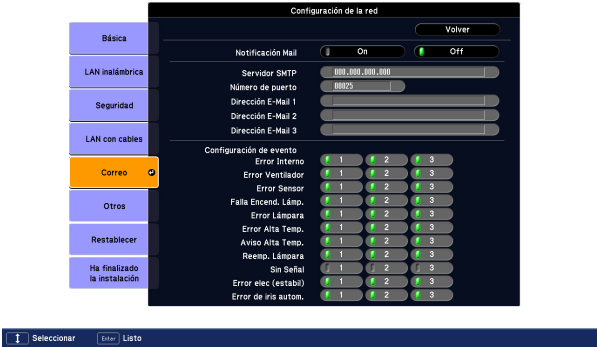 Configuración de la red
Volver
Básica
LAN inalámbrica
Seguridad
LAN con cables
Correo
Otros
Restablecer
Ha finalizado
la instalación
Notificación Mail On Off
Servidor SMTP 000.000.000.000
Número de puerto 00025
Dirección E-Mail 1
Dirección E-Mail 2
Dirección E-Mail 3
Configuración de evento
Error Interno 1 2 3
Error Ventilador 1 2 3
Error Sensor 1 2 3
Falla Encend. Lámp. 1 2 3
Error Lámpara 1 2 3
Error Alta Temp. 1 2 3
Aviso Alta Temp. 1 2 3
Reemp. Lámpara 1 2 3
Sin Señal 1 2 3
Error elec (estabil) 1 2 3
Error de iris autom. 1 2 3
Seleccionar Enter Listo